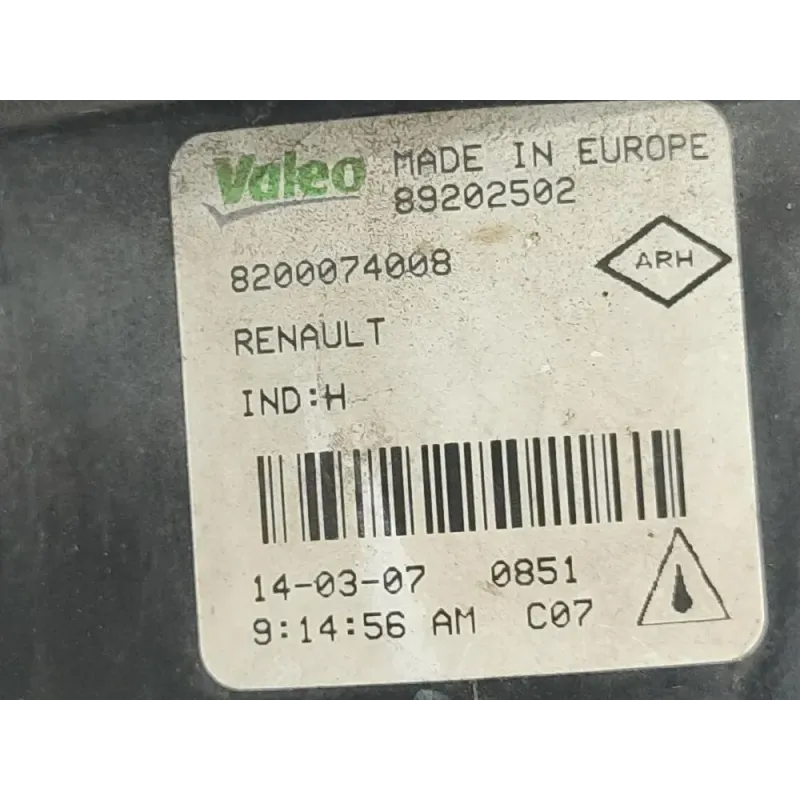 Valeo MADE IN EUROPE
89202502
8200074008 ARH
RENAULT
IND:H
14-03-07 0851
9:14:56 AM C07